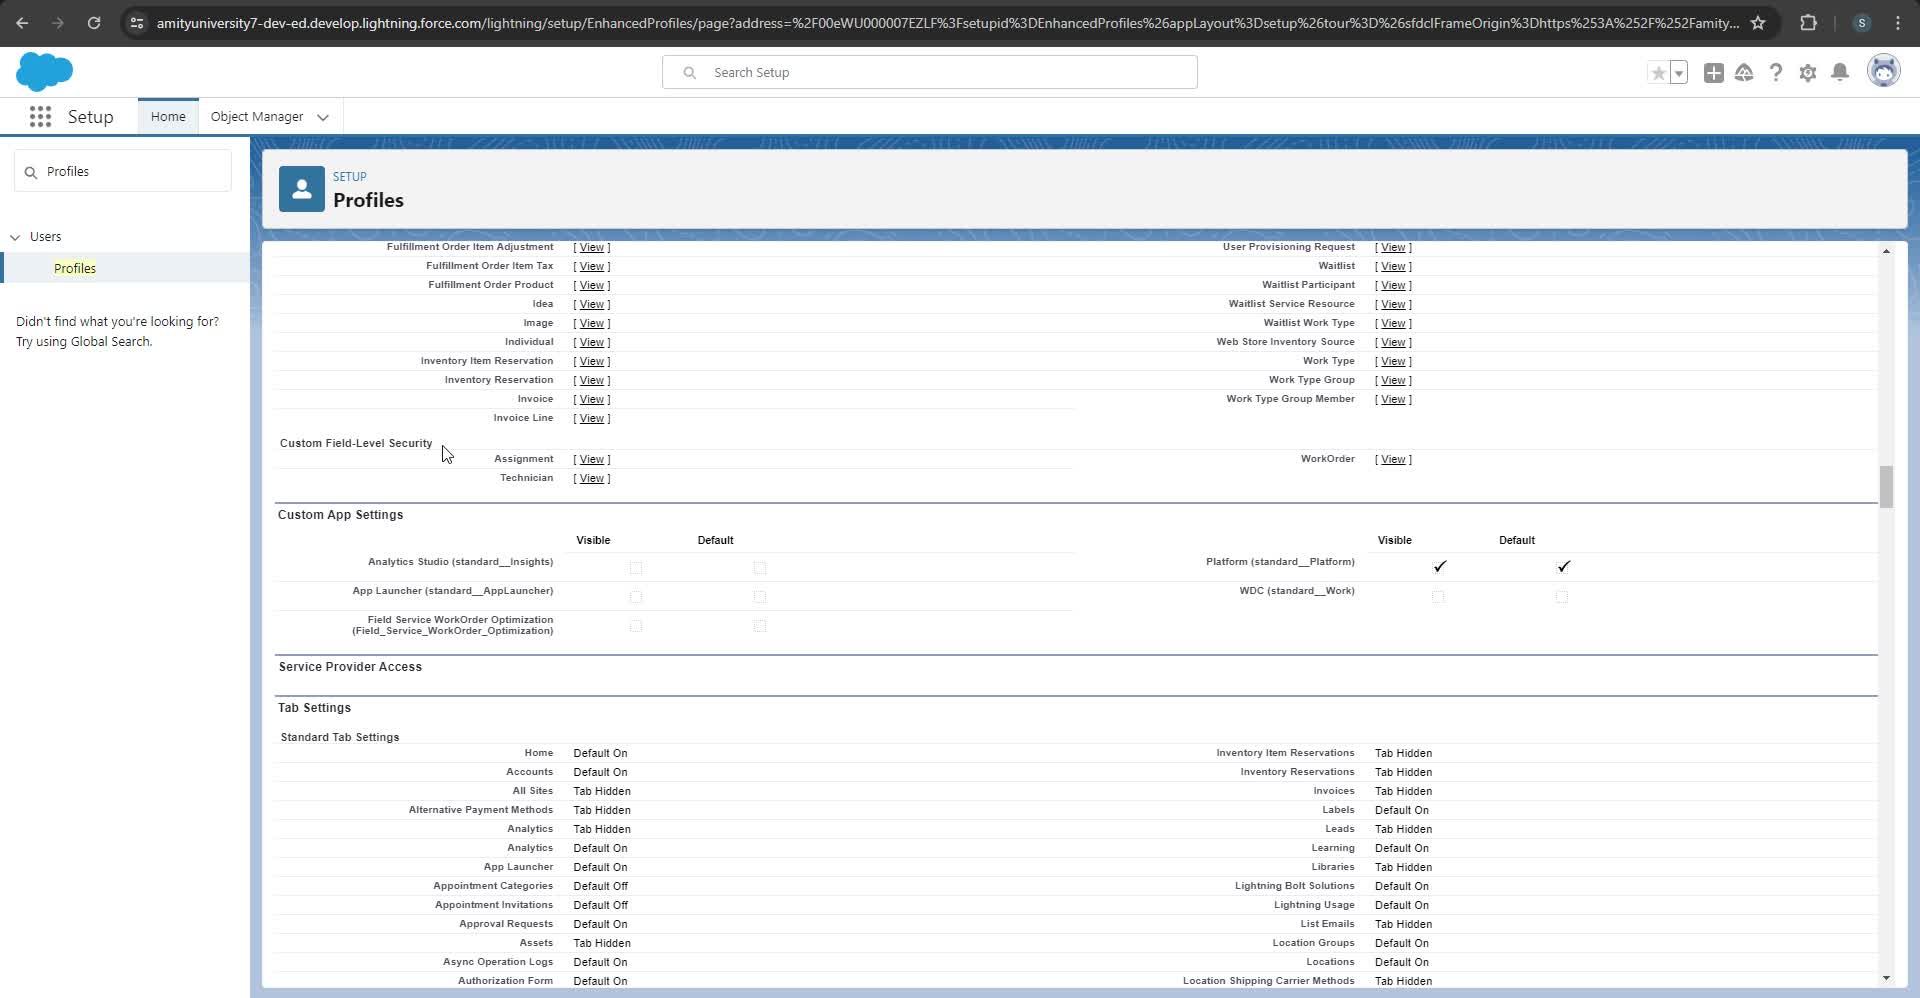 amityuniversity7-dev-ed.develop.lightning.force.com/lightning/setup/EnhancedProfiles/page?address=%2F00eWU000007EZLF%3Fsetupid%3DEnhancedProfiles%26appLayout%3Dsetup%26tour%3D%26sfdcIFrameOrigin%3Dhttps%253A%252F%252Famity...
S
Search Setup
Setup
Home
Object Manager
Profiles
Users
Profiles
Didn't find what you're looking for?
Try using Global Search.
SETUP
Profiles
Fulfillment Order Item Adjustment [ View ] User Provisioning Request [ View ]
Fulfillment Order Item Tax [ View ] Waitlist [ View ]
Fulfillment Order Product [ View ] Waitlist Participant [ View ]
Idea [ View ] Waitlist Service Resource [ View ]
Image [ View ] Waitlist Work Type [ View ]
Individual [ View ] Web Store Inventory Source [ View ]
Inventory Item Reservation [ View ] Work Type [ View ]
Inventory Reservation [ View ] Work Type Group [ View ]
Invoice [ View ] Work Type Group Member [ View ]
Invoice Line [ View ]
Custom Field-Level Security
Assignment [ View ] WorkOrder [ View ]
Technician [ View ]
Custom App Settings
Visible Default Visible Default
Analytics Studio (standard__Insights) Platform (standard__Platform)
App Launcher (standard__AppLauncher) WDC (standard__Work)
Field Service WorkOrder Optimization
(Field_Service_WorkOrder_Optimization)
Service Provider Access
Tab Settings
Standard Tab Settings
Home Default On Inventory Item Reservations Tab Hidden
Accounts Default On Inventory Reservations Tab Hidden
All Sites Tab Hidden Invoices Tab Hidden
Alternative Payment Methods Tab Hidden Labels Default On
Analytics Tab Hidden Leads Tab Hidden
Analytics Default On Learning Default On
App Launcher Default On Libraries Tab Hidden
Appointment Categories Default Off Lightning Bolt Solutions Default On
Appointment Invitations Default Off Lightning Usage Default On
Approval Requests Default On List Emails Tab Hidden
Assets Tab Hidden Location Groups Default On
Async Operation Logs Default On Locations Default On
Authorization Form Default On Location Shipping Carrier Methods Tab Hidden